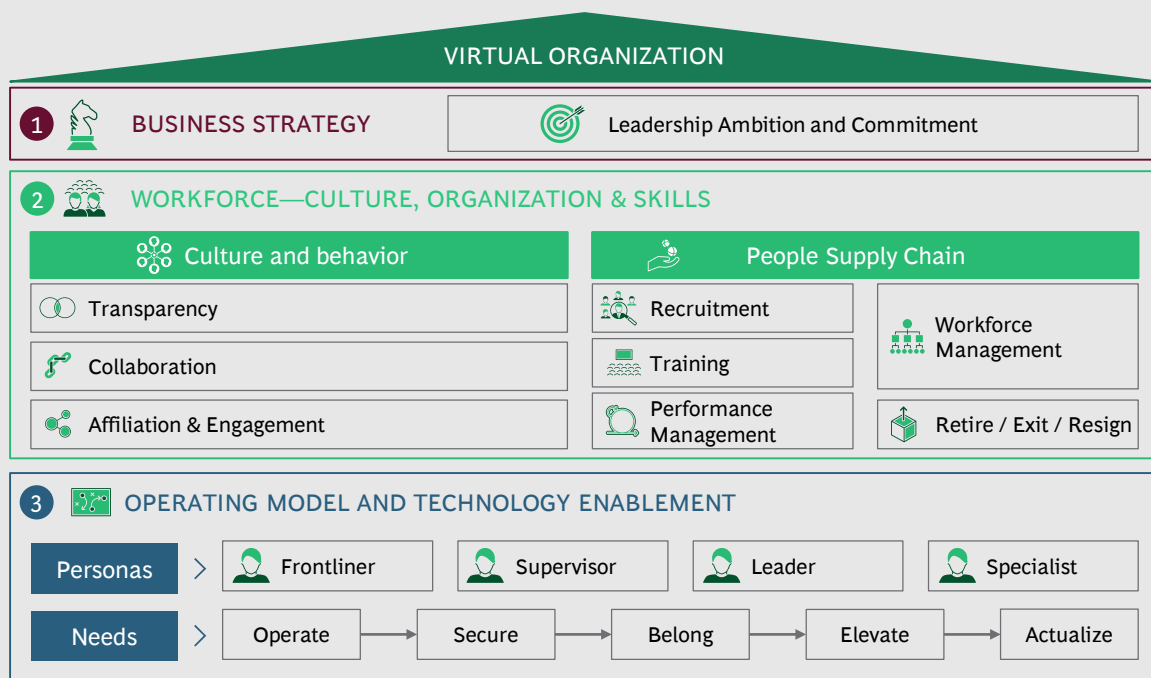 VIRTUAL ORGANIZATION
1
BUSINESS STRATEGY
Leadership Ambition and Commitment
2
WORKFORCE—CULTURE, ORGANIZATION & SKILLS
Culture and behavior
Transparency
Collaboration
Affiliation & Engagement
People Supply Chain
Recruitment
Training
Performance
Management
Workforce
Management
Retire / Exit / Resign
3
OPERATING MODEL AND TECHNOLOGY ENABLEMENT
Personas
Frontliner
Supervisor
Leader
Specialist
Needs
Operate
Secure
Belong
Elevate
Actualize